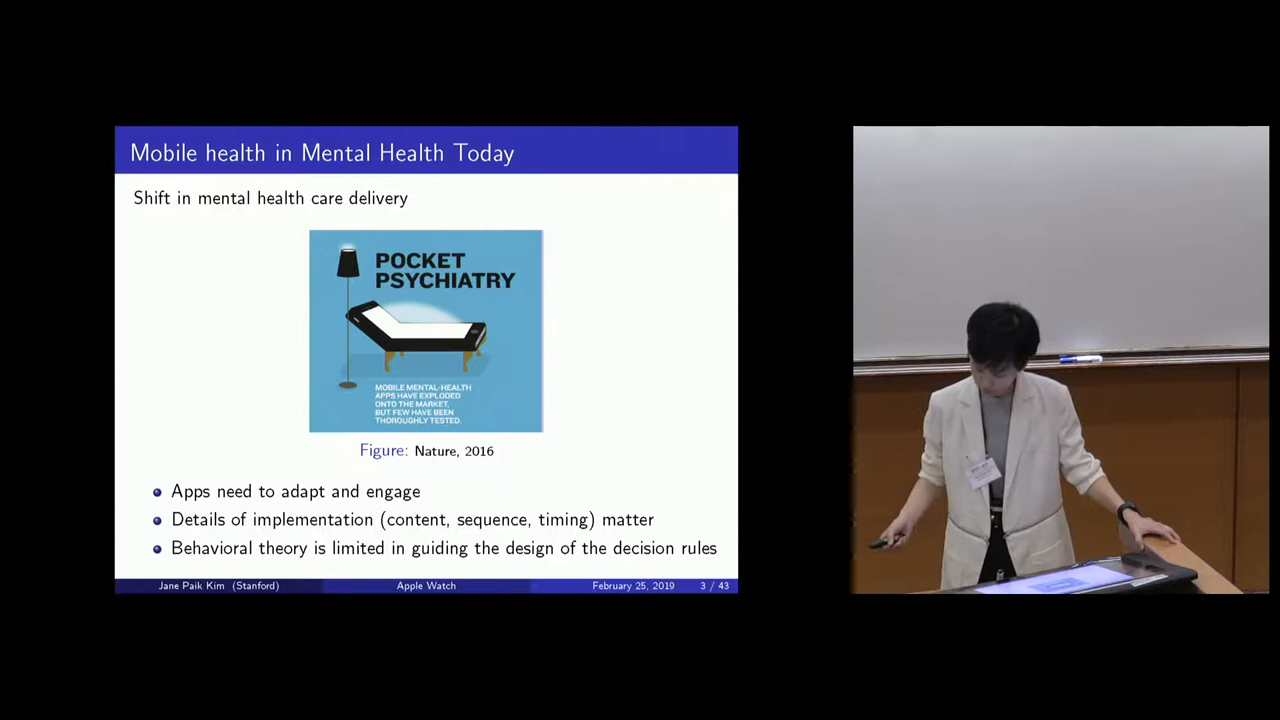 Mobile health in Mental Health Today
Shift in mental health care delivery
POCKET
PSYCHIATRY
MOBILE MENTAL-HEALTH
APPS HAVE EXPLODED
ONTO THE MARKET,
BUT FEW HAVE BEEN
THOROUGHLY TESTED.
Figure: Nature, 2016
Apps need to adapt and engage
Details of implementation (content, sequence, timing) matter
Behavioral theory is limited in guiding the design of the decision rules
Jane Paik Kim (Stanford) Apple Watch February 25, 2019 3 / 43